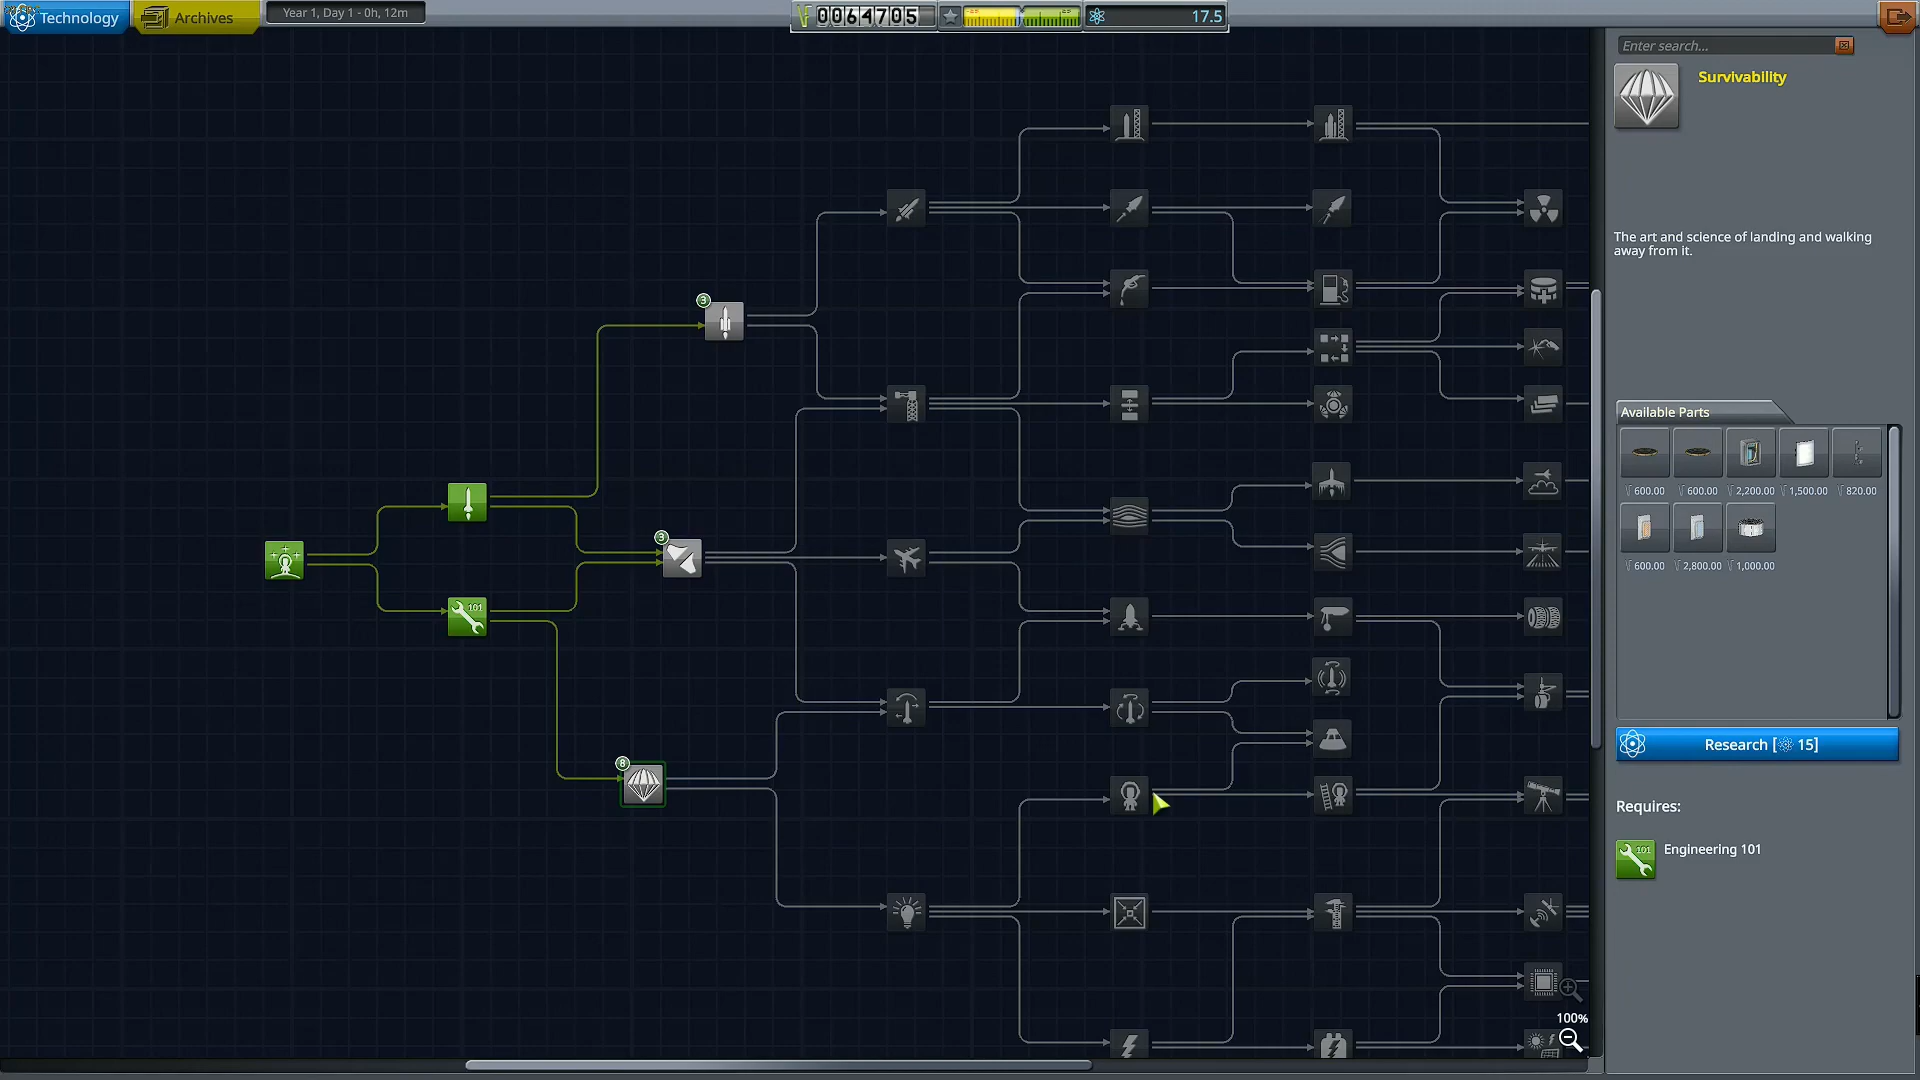 Technology
Archives
Year 1, Day 1 - 0h, 12m
0064705
17.5
Enter search...
Survivability
The art and science of landing and walking
away from it.
Available Parts
600.00 600.00 2,200.00 1,500.00 820.00
600.00 2,800.00 1,000.00
Research [ 15]
Requires:
101
Engineering 101
3
3
101
8
100%